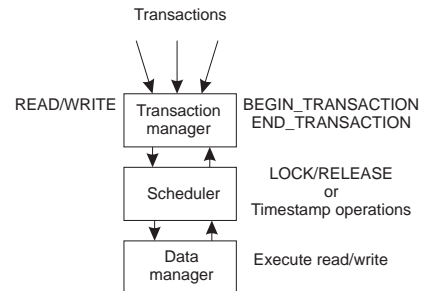 Transactions
READ/WRITE
Transaction
manager
BEGIN_TRANSACTION
END_TRANSACTION
Scheduler
LOCK/RELEASE
or
Timestamp operations
Data
manager
Execute read/write